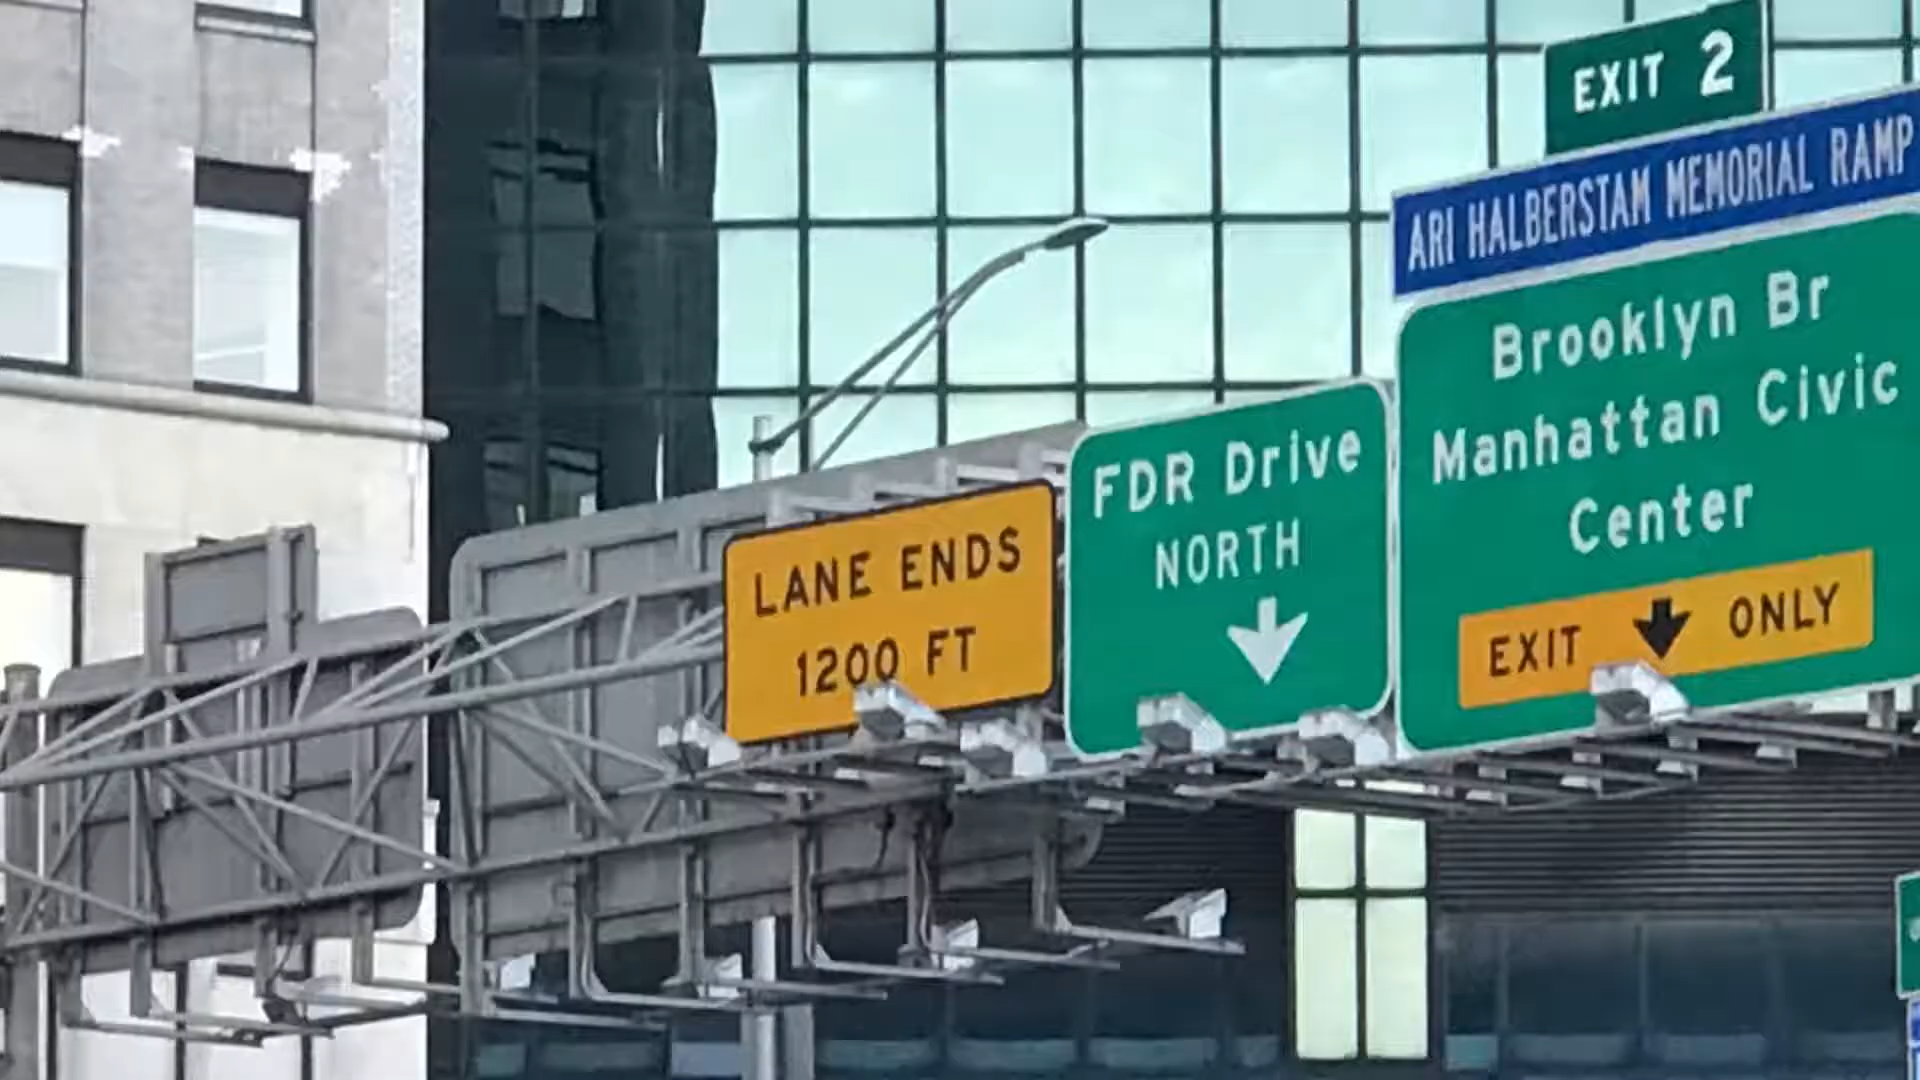 EXIT 2
ARI HALBERSTAM MEMORIAL RAMP
Brooklyn Br
Manhattan Civic
Center
EXIT ONLY
FDR Drive
NORTH
LANE ENDS
1200 FT